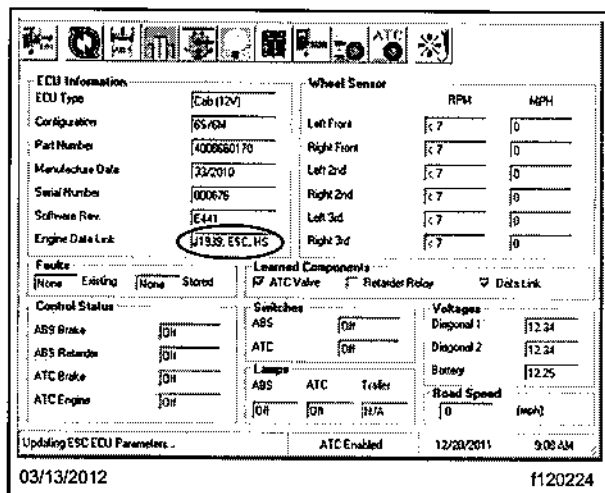 ATC
ECU Information
ECU Type Cab (12V)
Configuration 6S/6M
Part Number 4008660170
Manufacture Date 33/2010
Serial Number 000676
Software Rev. E441
Engine Data Link J1939, ESC, HS
Wheel Sensor
RPM MPH
Left Front < 7 0
Right Front < 7 0
Left 2nd < 7 0
Right 2nd < 7 0
Left 3rd < 7 0
Right 3rd < 7 0
Faults
None Existing None Stored
Learned Components
ATC Valve Retarder Relay Data Link
Control Status
ABS Brake Off
ABS Retarder Off
ATC Brake Off
ATC Engine Off
Switches
ABS Off
ATC Off
Lamps
ABS ATC Trailer
Off Off N/A
Voltages
Diagonal 1 12.34
Diagonal 2 12.34
Battery 12.25
Road Speed
0 (mph)
Updating ESC ECU Parameters... ATC Enabled 12/20/2011 9:08 AM
03/13/2012 f120224